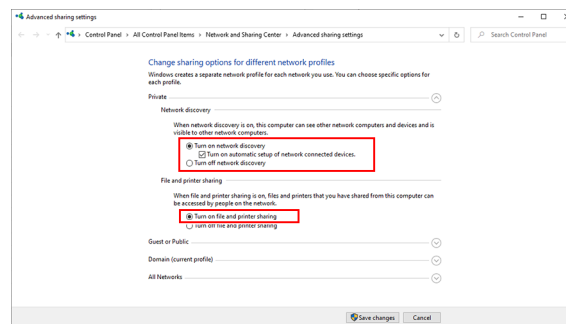 Advanced sharing settings
Control Panel › All Control Panel Items › Network and Sharing Center › Advanced sharing settings
Search Control Panel
Change sharing options for different network profiles
Windows creates a separate network profile for each network you use. You can choose specific options for
each profile.
Private
Network discovery
When network discovery is on, this computer can see other network computers and devices and is
visible to other network computers.
Turn on network discovery
Turn on automatic setup of network connected devices.
Turn off network discovery
File and printer sharing
When file and printer sharing is on, files and printers that you have shared from this computer can
be accessed by people on the network.
Turn on file and printer sharing
Turn off file and printer sharing
Guest or Public
Domain (current profile)
All Networks
Save changes
Cancel